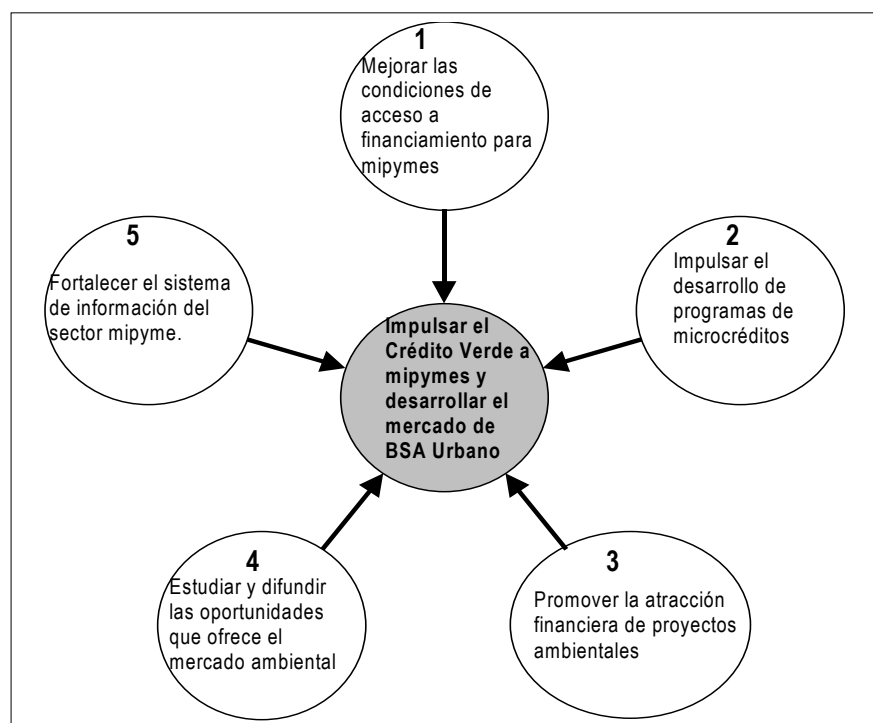 1
Mejorar las
condiciones de
acceso a
financiamiento para
mipymes
2
Impulsar el
desarrollo de
programas de
microcréditos
3
Promover la atracción
financiera de proyectos
ambientales
4
Estudiar y difundir
las oportunidades
que ofrece el
mercado ambiental
5
Fortalecer el sistema
de información del
sector mipyme.
Impulsar el
Crédito Verde a
mipymes y
desarrollar el
mercado de
BSA Urbano